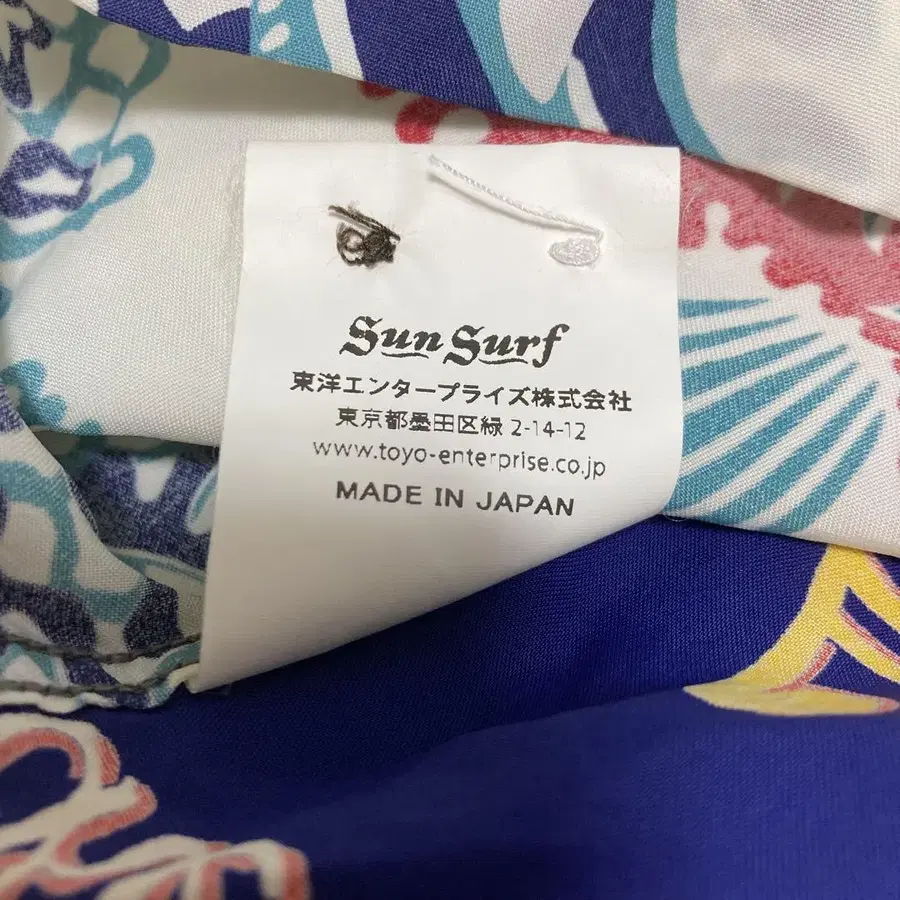 Sun Surf
東洋エンタープライズ株式会社
東京都墨田区緑 2-14-12
www.toyo-enterprise.co.jp
MADE IN JAPAN